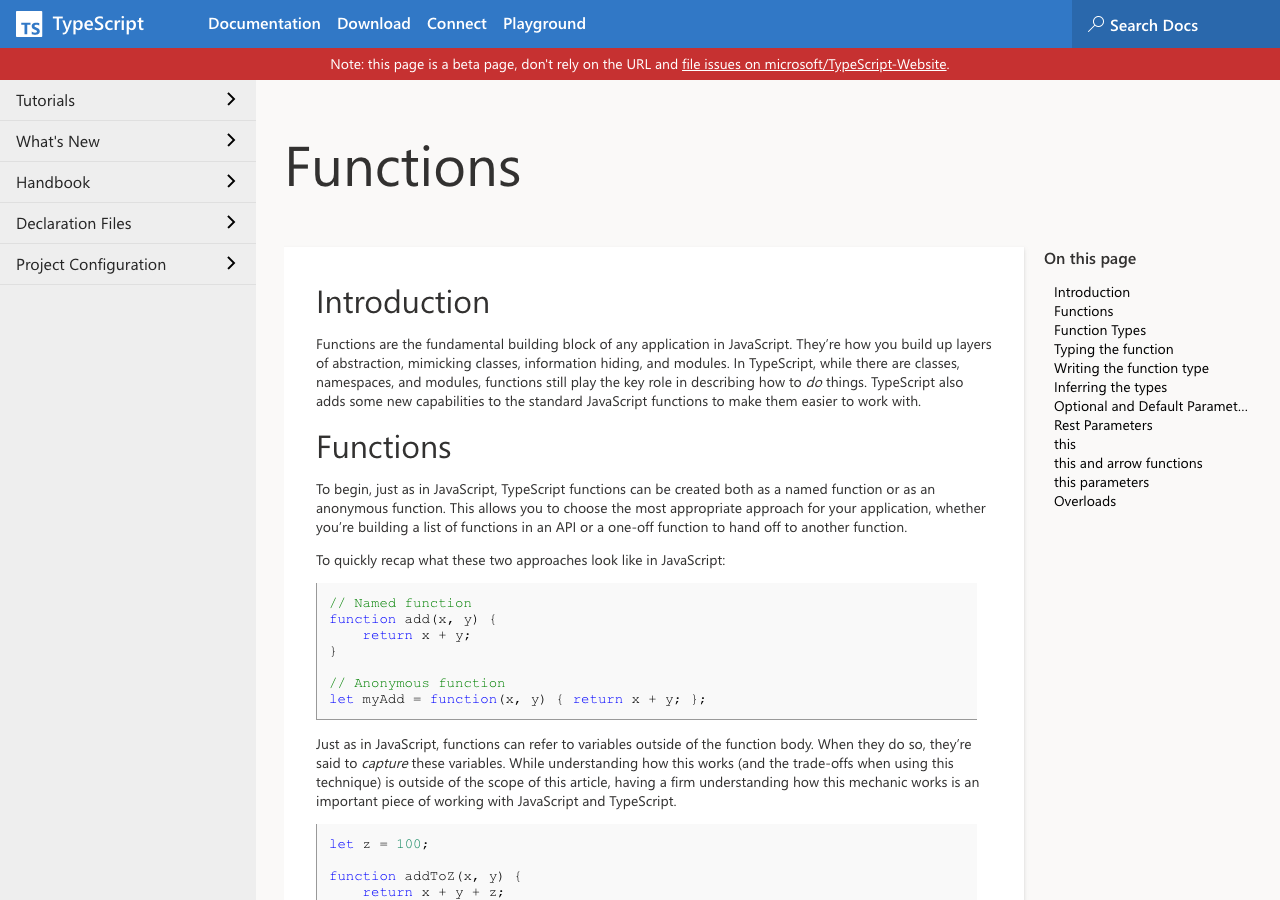 TS TypeScript
Documentation Download Connect Playground
Search Docs
Note: this page is a beta page, don't rely on the URL and file issues on microsoft/TypeScript-Website.
Tutorials
What's New
Handbook
Declaration Files
Project Configuration
Functions
Introduction
Functions are the fundamental building block of any application in JavaScript. They’re how you build up layers
of abstraction, mimicking classes, information hiding, and modules. In TypeScript, while there are classes,
namespaces, and modules, functions still play the key role in describing how to do things. TypeScript also
adds some new capabilities to the standard JavaScript functions to make them easier to work with.
Functions
To begin, just as in JavaScript, TypeScript functions can be created both as a named function or as an
anonymous function. This allows you to choose the most appropriate approach for your application, whether
you’re building a list of functions in an API or a one-off function to hand off to another function.
To quickly recap what these two approaches look like in JavaScript:
// Named function
function add(x, y) {
    return x + y;
}
// Anonymous function
let myAdd = function(x, y) { return x + y; };
Just as in JavaScript, functions can refer to variables outside of the function body. When they do so, they’re
said to capture these variables. While understanding how this works (and the trade-offs when using this
technique) is outside of the scope of this article, having a firm understanding how this mechanic works is an
important piece of working with JavaScript and TypeScript.
let z = 100;
function addToZ(x, y) {
    return x + y + z;
On this page
Introduction
Functions
Function Types
Typing the function
Writing the function type
Inferring the types
Optional and Default Paramet...
Rest Parameters
this
this and arrow functions
this parameters
Overloads